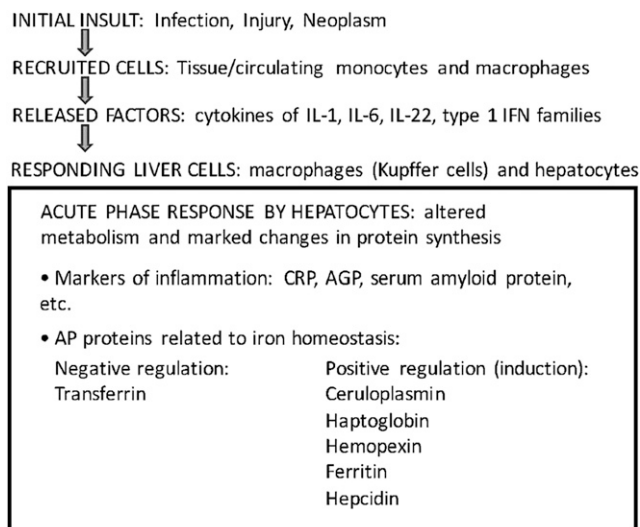 INITIAL INSULT: Infection, Injury, Neoplasm
RECRUITED CELLS: Tissue/circulating monocytes and macrophages
RELEASED FACTORS: cytokines of IL-1, IL-6, IL-22, type 1 IFN families
RESPONDING LIVER CELLS: macrophages (Kupffer cells) and hepatocytes
ACUTE PHASE RESPONSE BY HEPATOCYTES: altered
metabolism and marked changes in protein synthesis
• Markers of inflammation: CRP, AGP, serum amyloid protein,
etc.
• AP proteins related to iron homeostasis:
Negative regulation:
Transferrin
Positive regulation (induction):
Ceruloplasmin
Haptoglobin
Hemopexin
Ferritin
Hepcidin